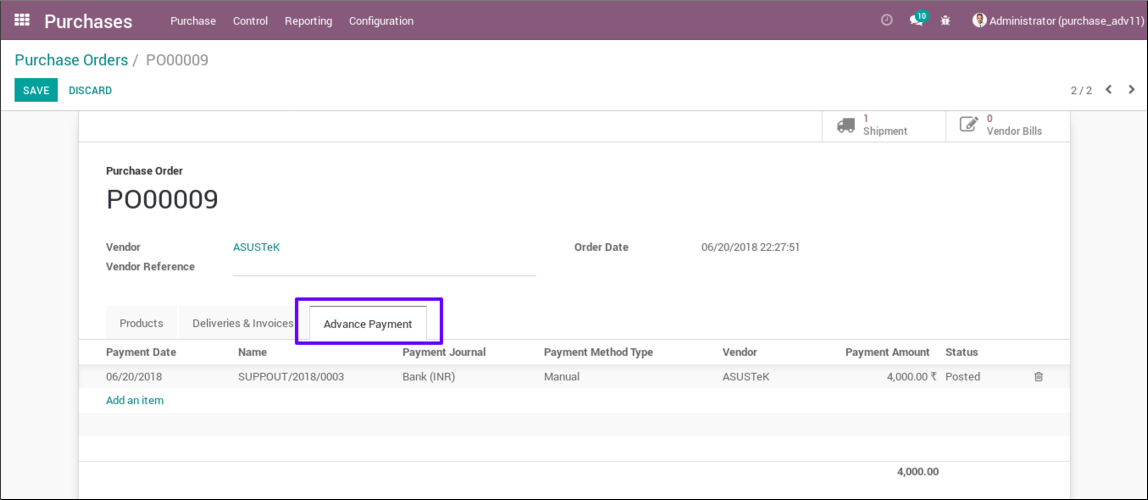 Purchases Purchase Control Reporting Configuration 10 Administrator (purchase_adv11)
Purchase Orders / PO00009
SAVE DISCARD 2 / 2
1 Shipment 0 Vendor Bills
Purchase Order
PO00009
Vendor ASUSTeK Order Date 06/20/2018 22:27:51
Vendor Reference
Products Deliveries & Invoices Advance Payment
Payment Date Name Payment Journal Payment Method Type Vendor Payment Amount Status
06/20/2018 SUPP.OUT/2018/0003 Bank (INR) Manual ASUSTeK 4,000.00 ₹ Posted
Add an item
4,000.00